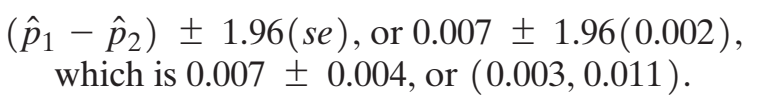 (p̂₁ − p̂₂) ± 1.96(se), or 0.007 ± 1.96(0.002),
which is 0.007 ± 0.004, or (0.003, 0.011).